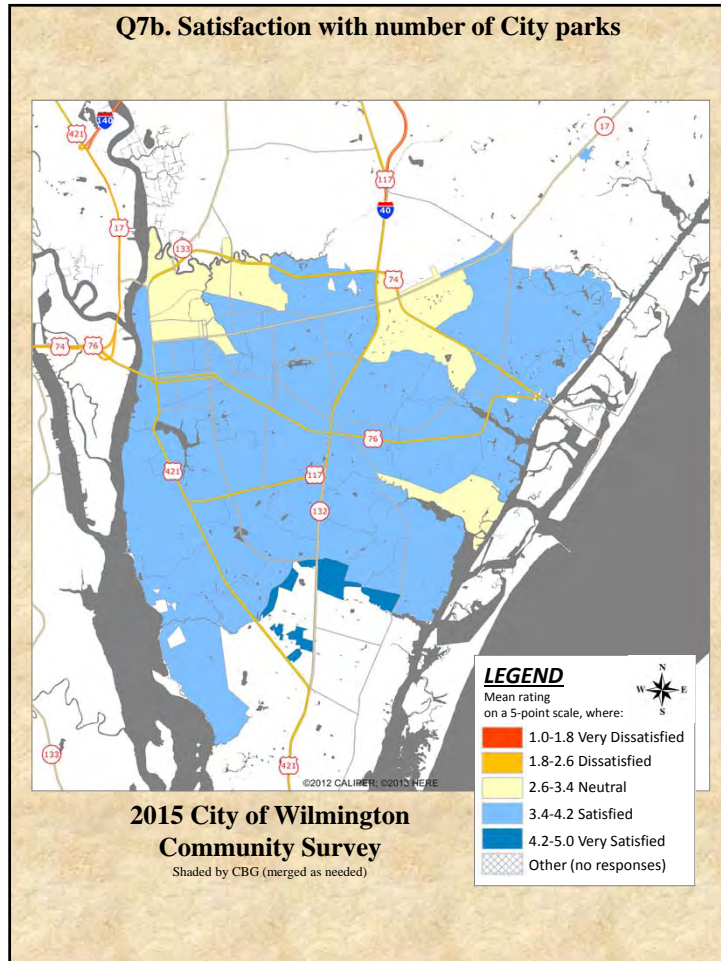 Q7b. Satisfaction with number of City parks
140
421
17
117
40
17
133
74
74
76
76
421
117
132
133
421
©2012 CALIPER; ©2013 HERE
LEGEND
Mean rating
on a 5-point scale, where:
N
W E
S
1.0-1.8 Very Dissatisfied
1.8-2.6 Dissatisfied
2.6-3.4 Neutral
3.4-4.2 Satisfied
4.2-5.0 Very Satisfied
Other (no responses)
2015 City of Wilmington
Community Survey
Shaded by CBG (merged as needed)